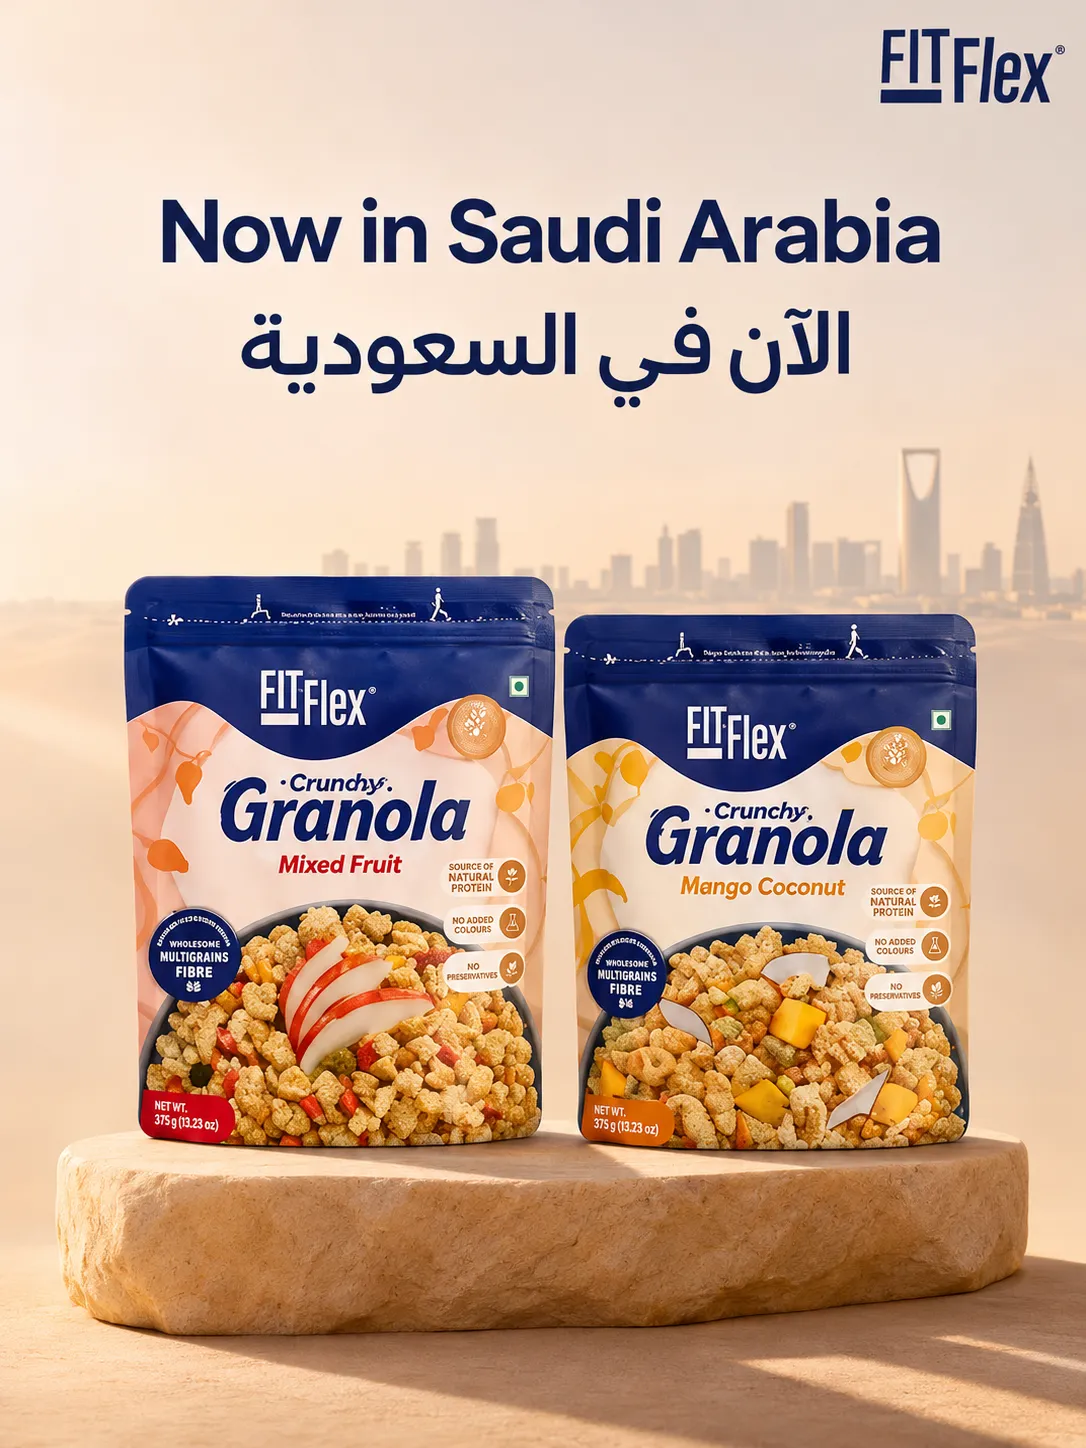 FITFlex®
Now in Saudi Arabia
الآن في السعودية
FITFlex®
Crunchy
Granola
Mixed Fruit
SOURCE OF
NATURAL
PROTEIN
NO ADDED
COLOURS
NO
PRESERVATIVES
WHOLESOME
MULTIGRAINS
FIBRE
NET WT.
375 g (13.23 oz)
FITFlex®
Crunchy
Granola
Mango Coconut
SOURCE OF
NATURAL
PROTEIN
NO ADDED
COLOURS
NO
PRESERVATIVES
WHOLESOME
MULTIGRAINS
FIBRE
NET WT.
375 g (13.23 oz)